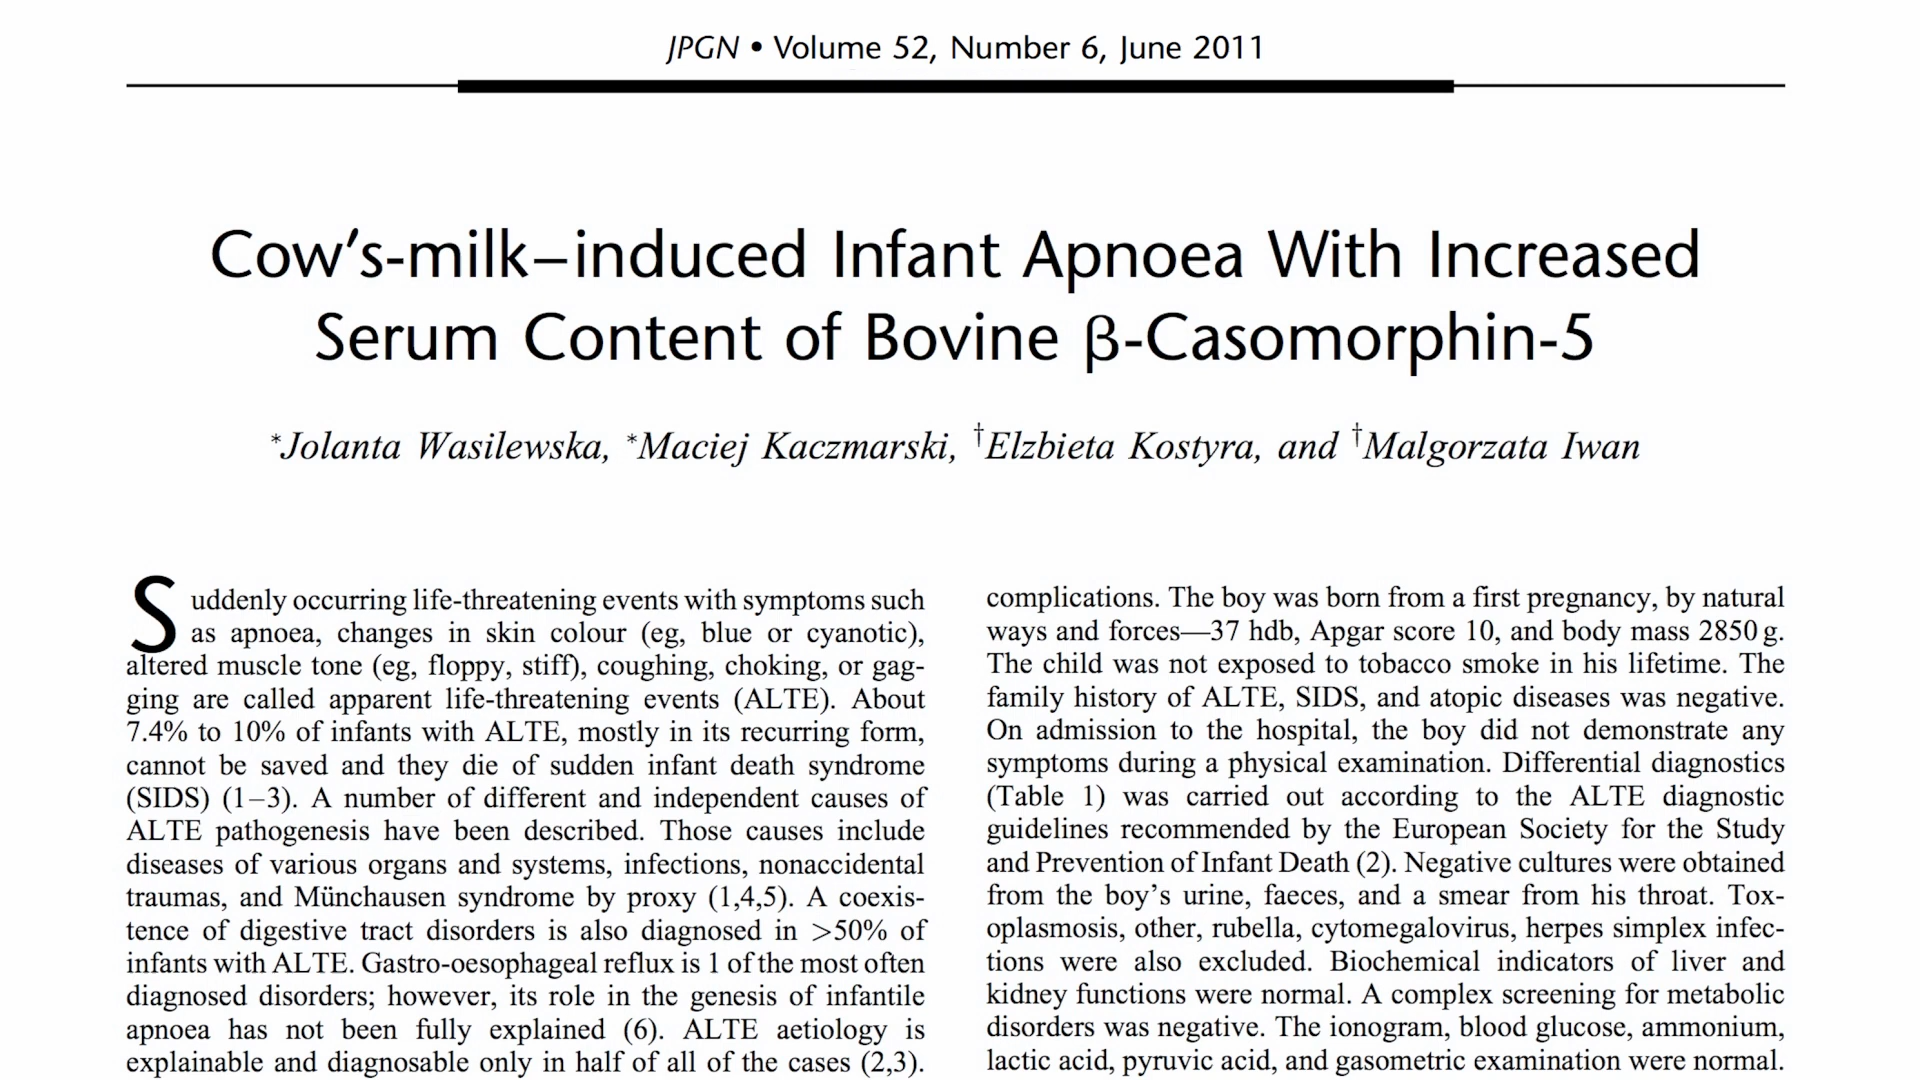 JPGN • Volume 52, Number 6, June 2011
Cow's-milk–induced Infant Apnoea With Increased
Serum Content of Bovine β-Casomorphin-5
*Jolanta Wasilewska, *Maciej Kaczmarski, †Elzbieta Kostyra, and †Malgorzata Iwan
Suddenly occurring life-threatening events with symptoms such
as apnoea, changes in skin colour (eg, blue or cyanotic),
altered muscle tone (eg, floppy, stiff), coughing, choking, or gag-
ging are called apparent life-threatening events (ALTE). About
7.4% to 10% of infants with ALTE, mostly in its recurring form,
cannot be saved and they die of sudden infant death syndrome
(SIDS) (1–3). A number of different and independent causes of
ALTE pathogenesis have been described. Those causes include
diseases of various organs and systems, infections, nonaccidental
traumas, and Münchausen syndrome by proxy (1,4,5). A coexis-
tence of digestive tract disorders is also diagnosed in >50% of
infants with ALTE. Gastro-oesophageal reflux is 1 of the most often
diagnosed disorders; however, its role in the genesis of infantile
apnoea has not been fully explained (6). ALTE aetiology is
explainable and diagnosable only in half of all of the cases (2,3).
complications. The boy was born from a first pregnancy, by natural
ways and forces—37 hdb, Apgar score 10, and body mass 2850 g.
The child was not exposed to tobacco smoke in his lifetime. The
family history of ALTE, SIDS, and atopic diseases was negative.
On admission to the hospital, the boy did not demonstrate any
symptoms during a physical examination. Differential diagnostics
(Table 1) was carried out according to the ALTE diagnostic
guidelines recommended by the European Society for the Study
and Prevention of Infant Death (2). Negative cultures were obtained
from the boy's urine, faeces, and a smear from his throat. Tox-
oplasmosis, other, rubella, cytomegalovirus, herpes simplex infec-
tions were also excluded. Biochemical indicators of liver and
kidney functions were normal. A complex screening for metabolic
disorders was negative. The ionogram, blood glucose, ammonium,
lactic acid, pyruvic acid, and gasometric examination were normal.